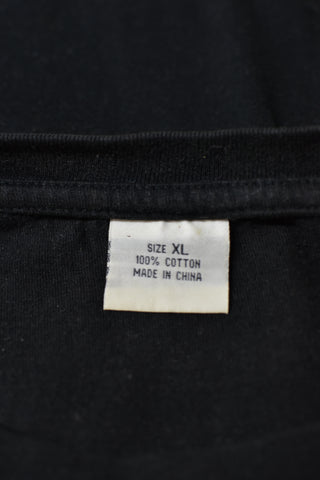 SIZE XL
100% COTTON
MADE IN CHINA